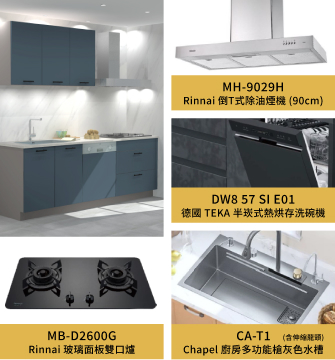 MH-9029H
Rinnai 倒T式除油煙機 (90cm)
DW8 57 SI E01
德國 TEKA 半崁式熱烘存洗碗機
MB-D2600G
Rinnai 玻璃面板雙口爐
CA-T1 (含伸縮龍頭)
Chapel 廚房多功能槍灰色水槽